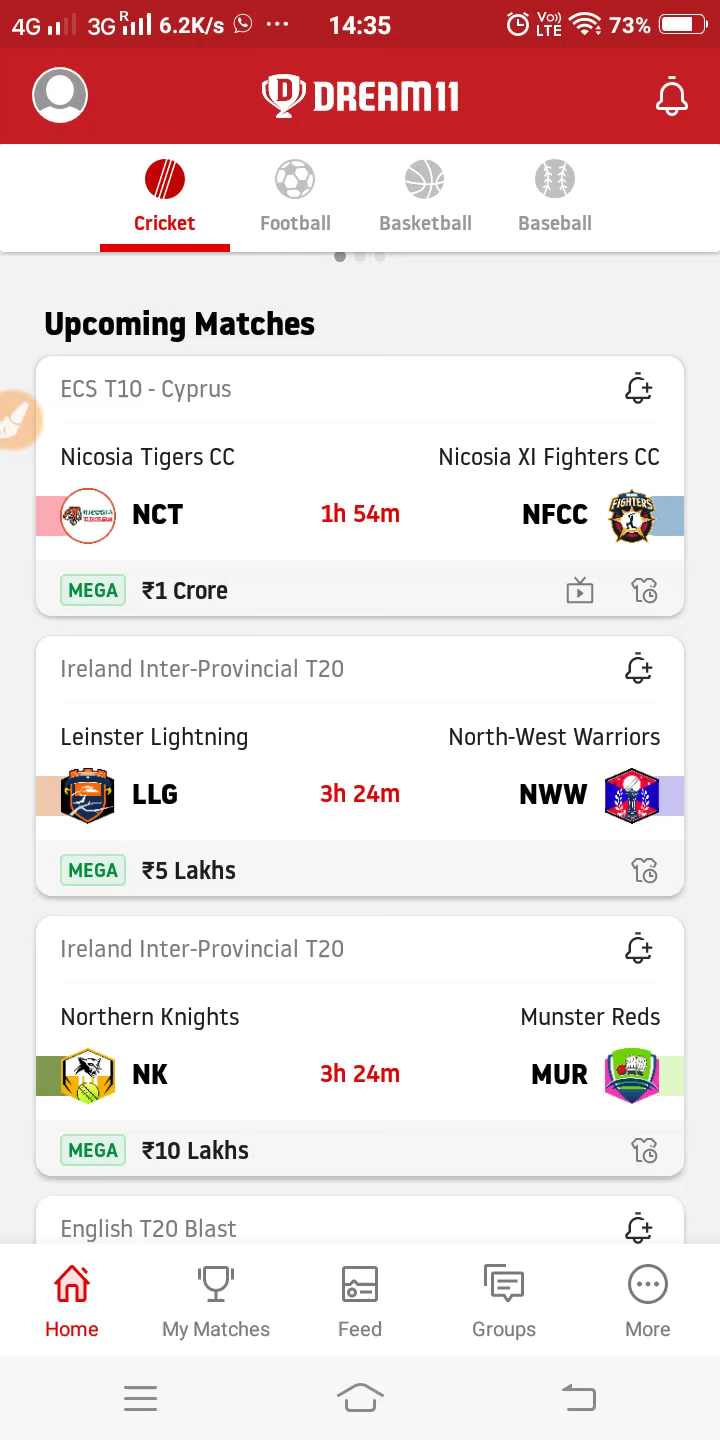 4G 3G R 6.2K/s ... 14:35 Vo)) LTE 73%
DREAM11
Cricket Football Basketball Baseball
Upcoming Matches
ECS T10 - Cyprus
Nicosia Tigers CC Nicosia XI Fighters CC
NCT 1h 54m NFCC
MEGA ₹1 Crore
Ireland Inter-Provincial T20
Leinster Lightning North-West Warriors
LLG 3h 24m NWW
MEGA ₹5 Lakhs
Ireland Inter-Provincial T20
Northern Knights Munster Reds
NK 3h 24m MUR
MEGA ₹10 Lakhs
English T20 Blast
Home My Matches Feed Groups More